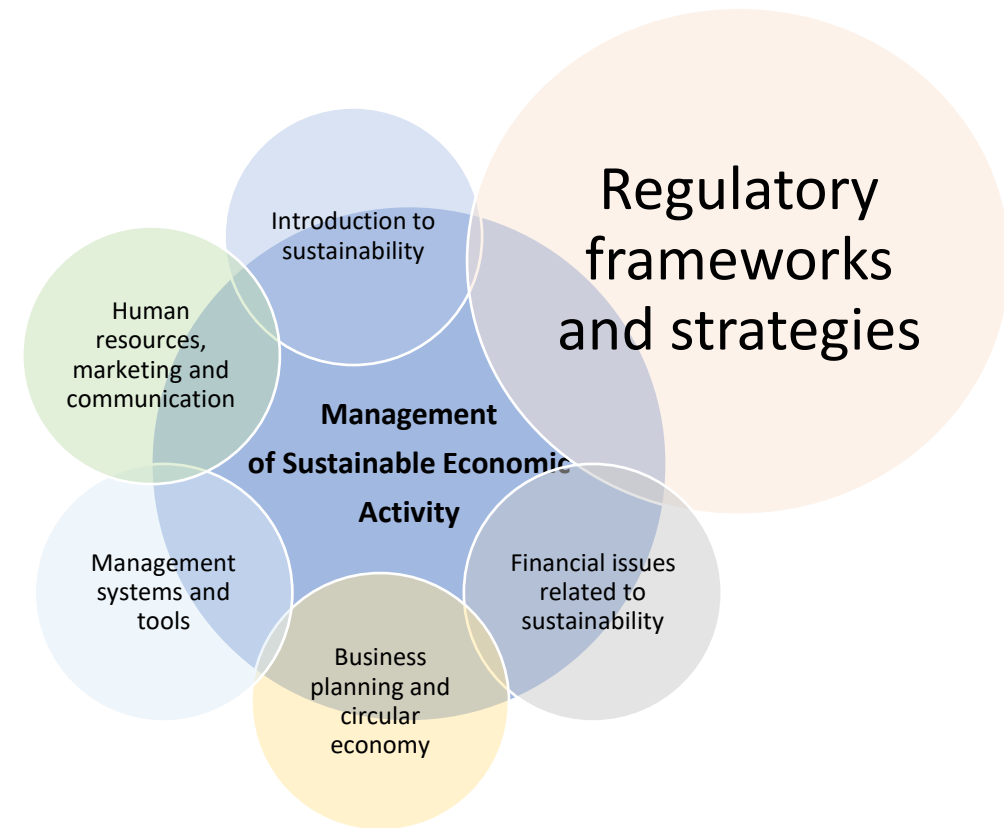 Regulatory
frameworks
and strategies
Introduction to
sustainability
Human
resources,
marketing and
communication
Management
of Sustainable Economic
Activity
Management
systems and
tools
Financial issues
related to
sustainability
Business
planning and
circular
economy